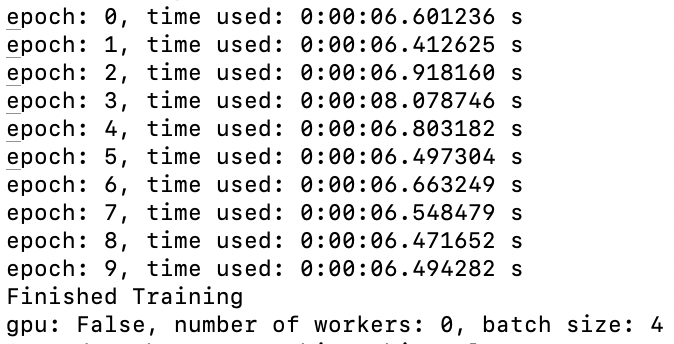 epoch: 0, time used: 0:00:06.601236 s
epoch: 1, time used: 0:00:06.412625 s
epoch: 2, time used: 0:00:06.918160 s
epoch: 3, time used: 0:00:08.078746 s
epoch: 4, time used: 0:00:06.803182 s
epoch: 5, time used: 0:00:06.497304 s
epoch: 6, time used: 0:00:06.663249 s
epoch: 7, time used: 0:00:06.548479 s
epoch: 8, time used: 0:00:06.471652 s
epoch: 9, time used: 0:00:06.494282 s
Finished Training
gpu: False, number of workers: 0, batch size: 4